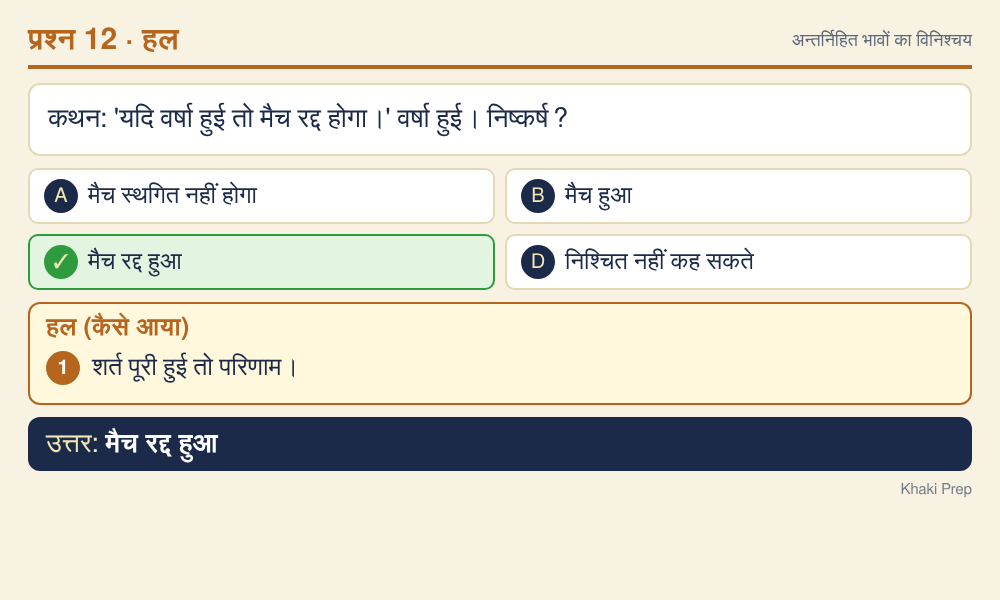 प्रश्न 12 · हल
अन्तर्निहित भावों का विनिश्चय
कथन: 'यदि वर्षा हुई तो मैच रद्द होगा।' वर्षा हुई। निष्कर्ष?
A मैच स्थगित नहीं होगा
B मैच हुआ
✓ मैच रद्द हुआ
D निश्चित नहीं कह सकते
हल (कैसे आया)
1 शर्त पूरी हुई तो परिणाम।
उत्तर: मैच रद्द हुआ
Khaki Prep